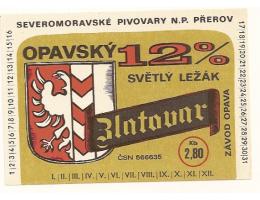 SEVEROMORAVSKÉ PIVOVARY N.P. PŘEROV
OPAVSKÝ 12%
SVĚTLÝ LEŽÁK
Zlatovar
ČSN 566635
Kčs
2,80
I.|II.|III.|IV.|V.|VI.|VII.|VIII.|IX.|X.|XI.|XII.
1|2|3|4|5|6|7|8|9|10|11|12|13|14|15|16
17|18|19|20|21|22|23|24|25|26|27|28|29|30|31
ZÁVOD OPAVA